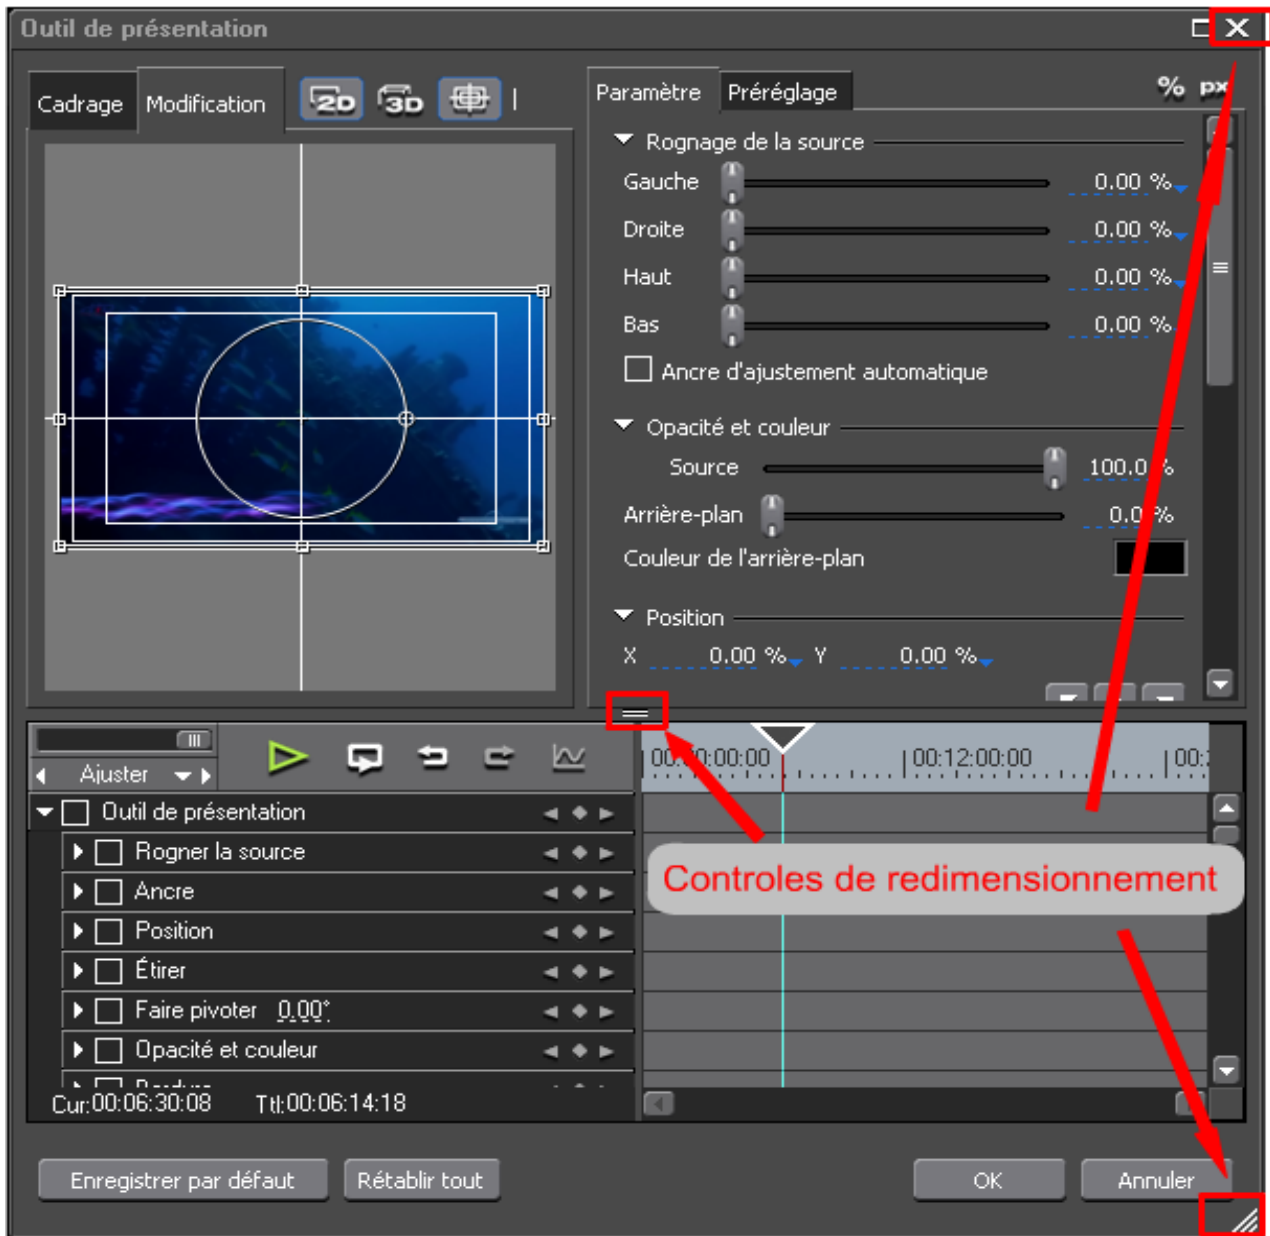 Outil de présentation
Cadrage Modification 2D 3D
Paramètre Préréglage % px
Rognage de la source
Gauche 0.00 %
Droite 0.00 %
Haut 0.00 %
Bas 0.00 %
Ancre d'ajustement automatique
Opacité et couleur
Source 100.0 %
Arrière-plan 0.0 %
Couleur de l'arrière-plan
Position
X 0.00 % Y 0.00 %
Ajuster
00:00:00:00 00:12:00:00 00:
Outil de présentation
Rogner la source
Ancre
Position
Étirer
Faire pivoter 0.00°
Opacité et couleur
Controles de redimensionnement
Cur:00:06:30:08 Ttl:00:06:14:18
Enregistrer par défaut Rétablir tout OK Annuler